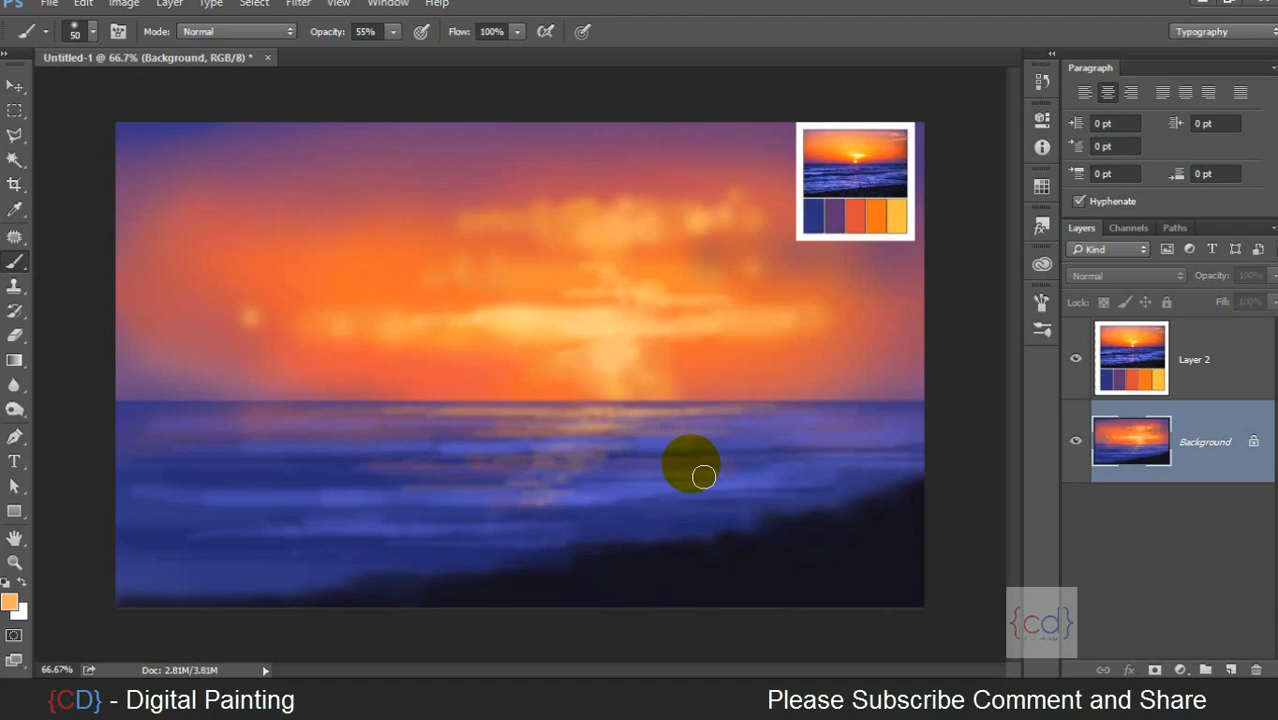 Ps File Edit Image Layer Type Select Filter View Window Help
50 Mode: Normal Opacity: 55% Flow: 100% Typography
Untitled-1 @ 66.7% (Background, RGB/8) * ×
Paragraph
0 pt 0 pt
0 pt
0 pt 0 pt
Hyphenate
Layers Channels Paths
Kind
Normal Opacity: 100%
Lock: Fill: 100%
Layer 2
Background
{cd}
66.67% Doc: 2.81M/3.81M
{CD} - Digital Painting Please Subscribe Comment and Share